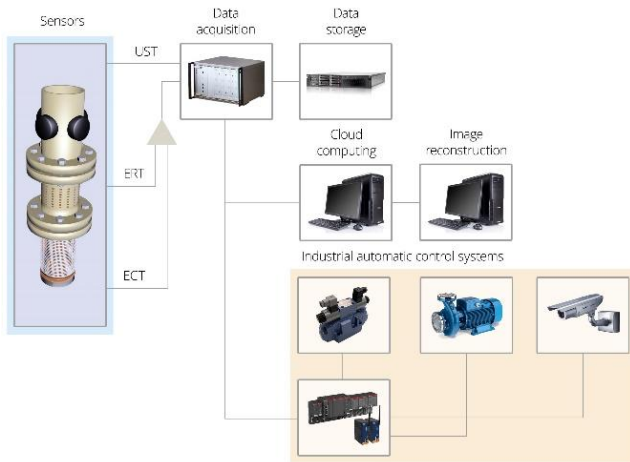 Sensors
Data
acquisition
Data
storage
UST
ERT
ECT
Cloud
computing
Image
reconstruction
Industrial automatic control systems